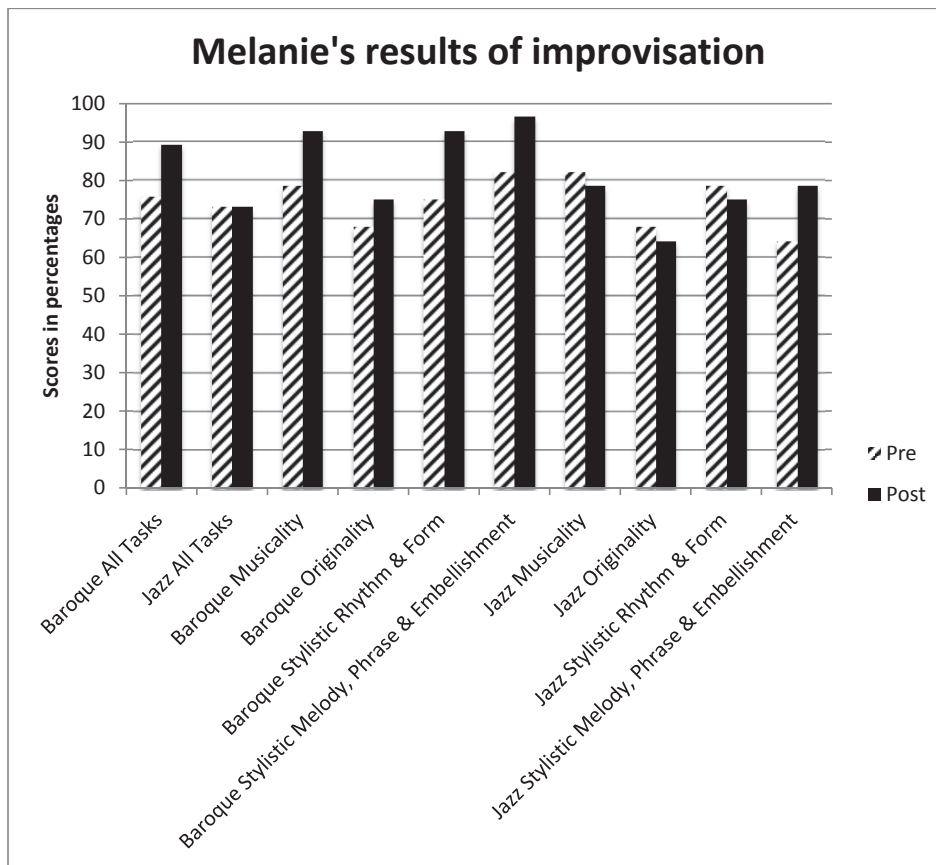 Melanie's results of improvisation
Scores in percentages
100
90
80
70
60
50
40
30
20
10
0
Baroque All Tasks
Jazz All Tasks
Baroque Musicality
Baroque Originality
Baroque Stylistic Rhythm & Form
Baroque Stylistic Melody, Phrase & Embellishment
Jazz Musicality
Jazz Originality
Jazz Stylistic Rhythm & Form
Jazz Stylistic Melody, Phrase & Embellishment
Pre
Post